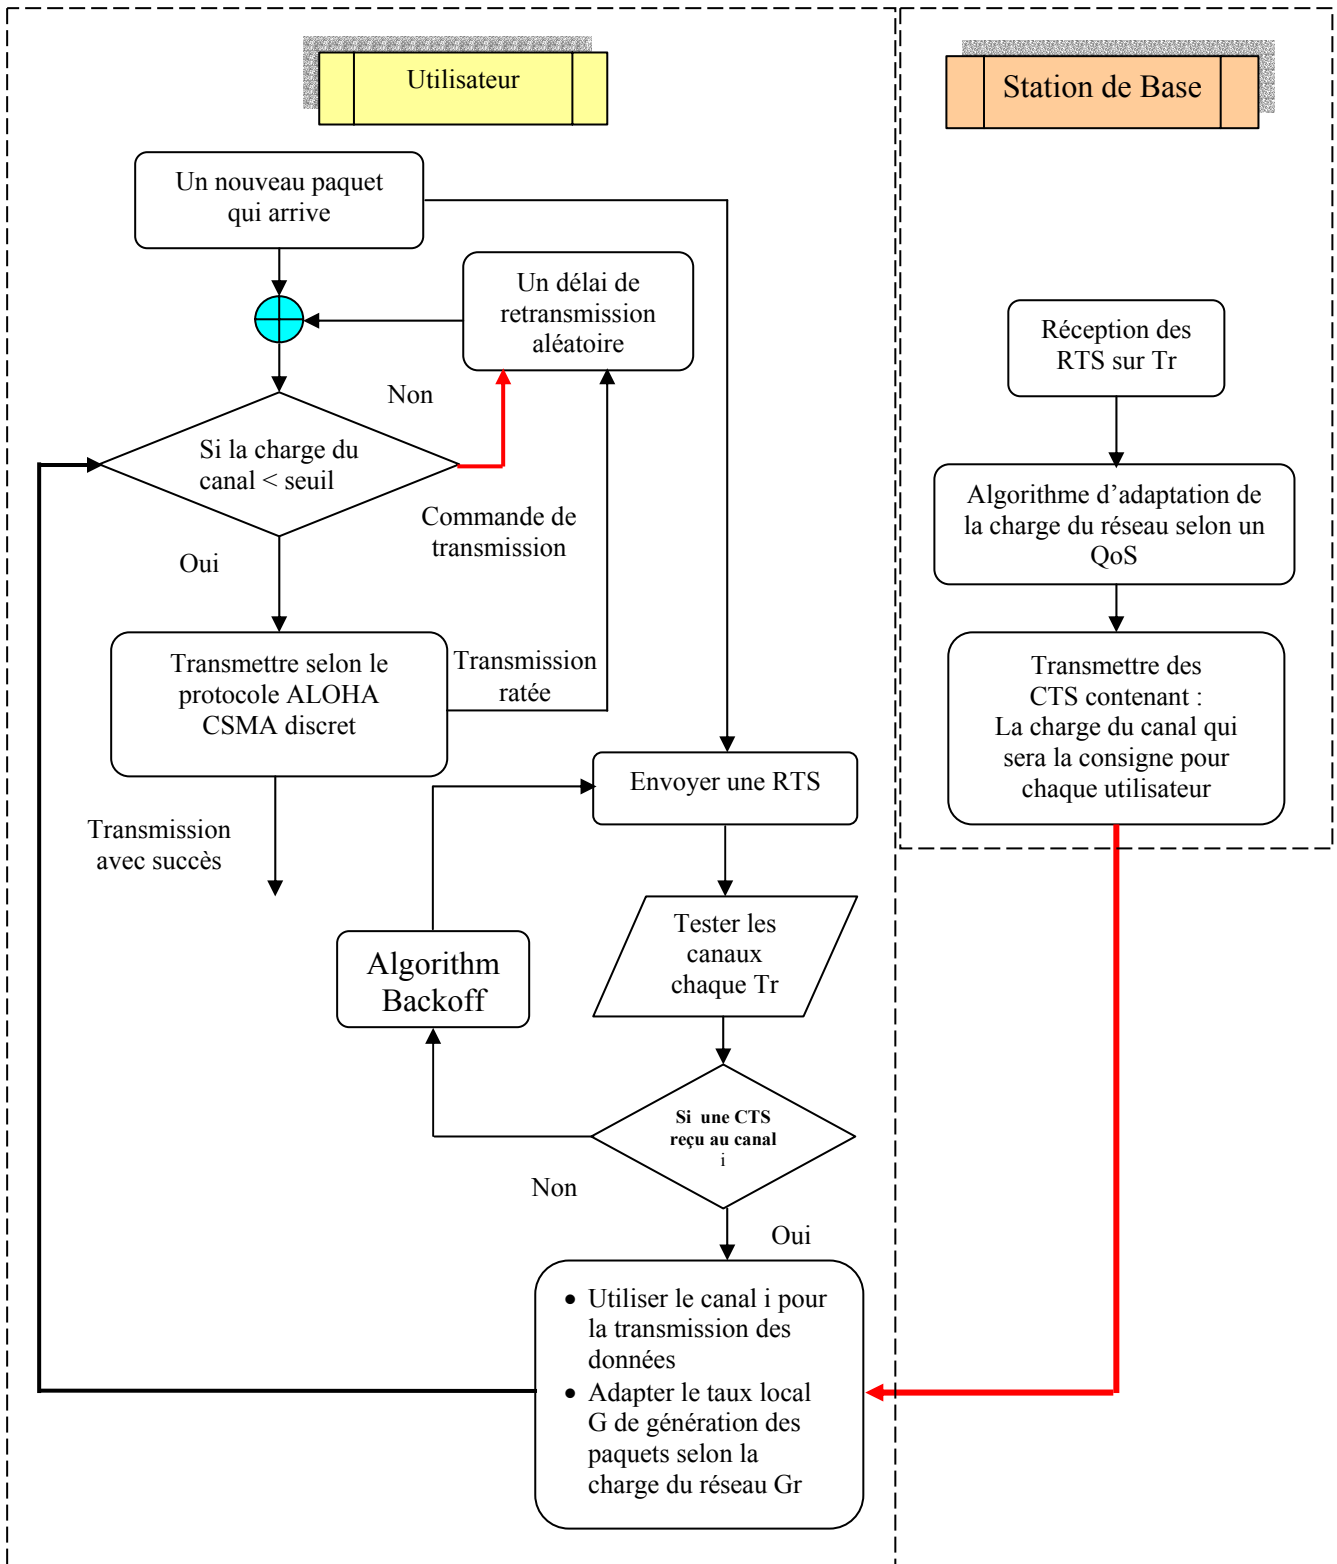 Utilisateur
Station de Base
Un nouveau paquet
qui arrive
Un délai de
retransmission
aléatoire
Réception des
RTS sur Tr
Non
Si la charge du
canal < seuil
Commande de
transmission
Algorithme d’adaptation de
la charge du réseau selon un
QoS
Oui
Transmettre selon le
protocole ALOHA
CSMA discret
Transmission
ratée
Transmettre des
CTS contenant :
La charge du canal qui
sera la consigne pour
chaque utilisateur
Envoyer une RTS
Transmission
avec succès
Algorithm
Backoff
Tester les
canaux
chaque Tr
Si une CTS
reçu au canal
i
Non
Oui
• Utiliser le canal i pour
la transmission des
données
• Adapter le taux local
G de génération des
paquets selon la
charge du réseau Gr